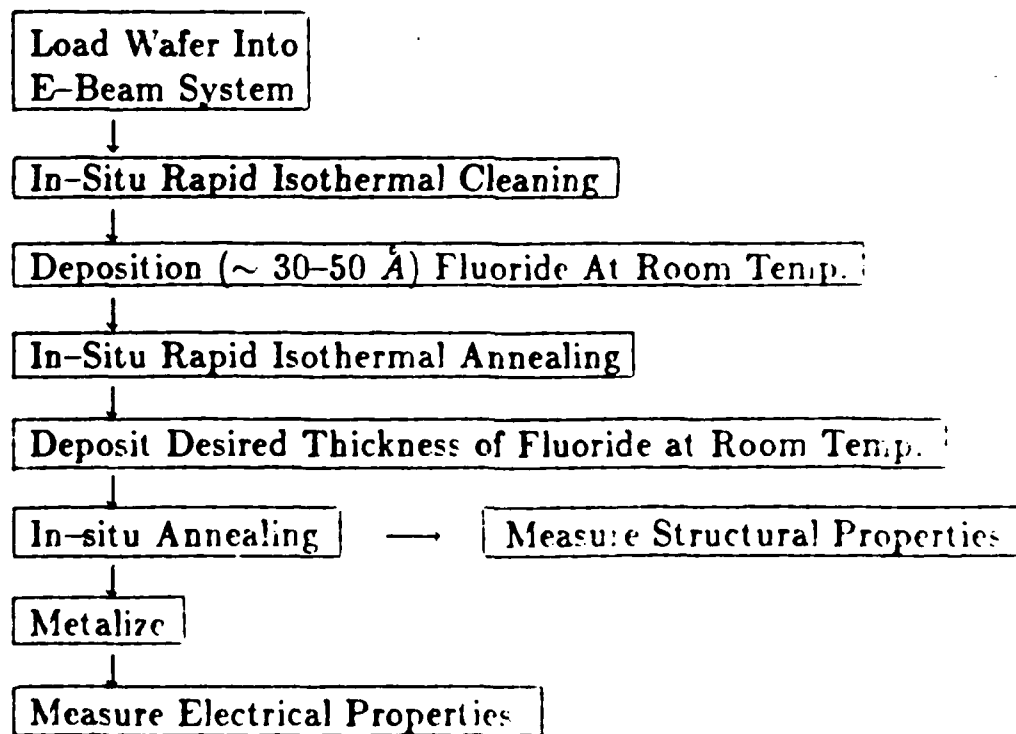 Load Wafer Into
E-Beam System
In-Situ Rapid Isothermal Cleaning
Deposition (~ 30-50 Å) Fluoride At Room Temp.
In-Situ Rapid Isothermal Annealing
Deposit Desired Thickness of Fluoride at Room Temp.
In-situ Annealing → Measure Structural Properties
Metalize
Measure Electrical Properties